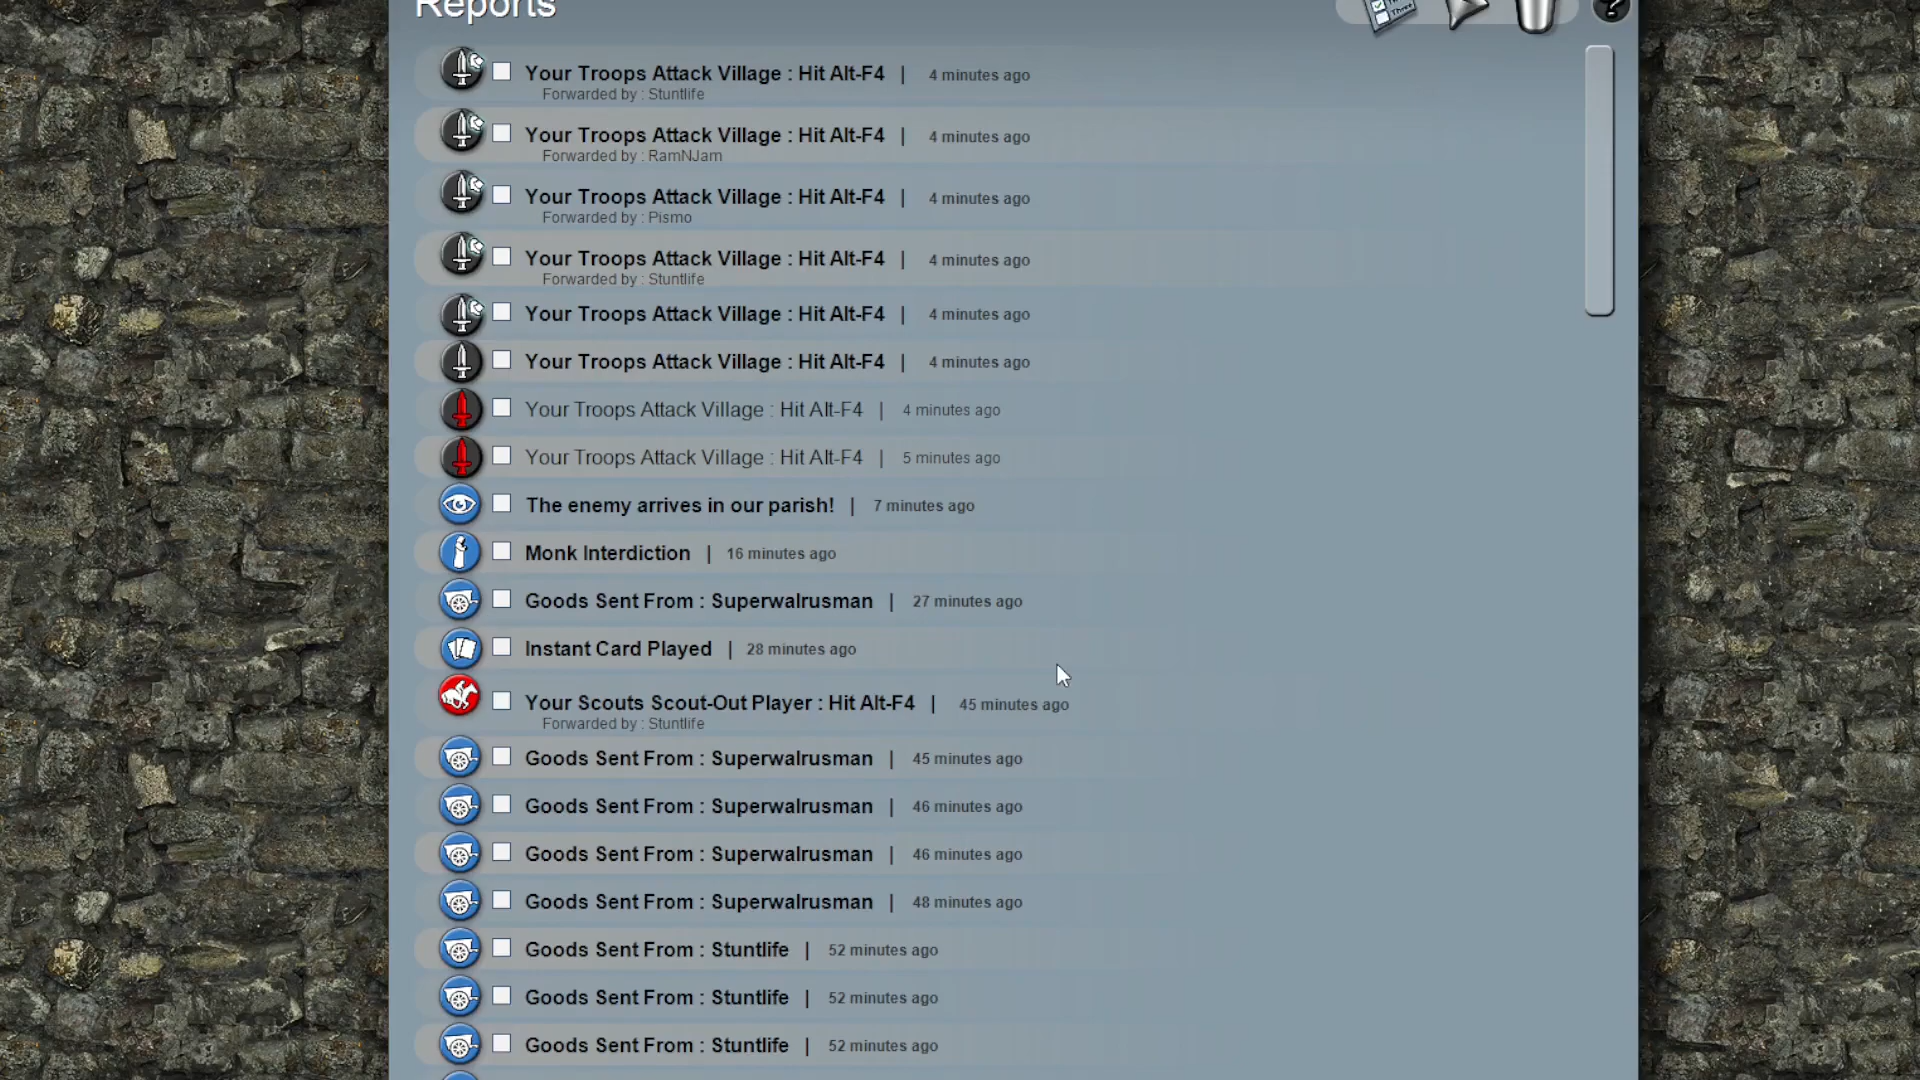 Reports
Your Troops Attack Village : Hit Alt-F4 | 4 minutes ago
Forwarded by : Stuntlife
Your Troops Attack Village : Hit Alt-F4 | 4 minutes ago
Forwarded by : RamNJam
Your Troops Attack Village : Hit Alt-F4 | 4 minutes ago
Forwarded by : Pismo
Your Troops Attack Village : Hit Alt-F4 | 4 minutes ago
Forwarded by : Stuntlife
Your Troops Attack Village : Hit Alt-F4 | 4 minutes ago
Your Troops Attack Village : Hit Alt-F4 | 4 minutes ago
Your Troops Attack Village : Hit Alt-F4 | 4 minutes ago
Your Troops Attack Village : Hit Alt-F4 | 5 minutes ago
The enemy arrives in our parish! | 7 minutes ago
Monk Interdiction | 16 minutes ago
Goods Sent From : Superwalrusman | 27 minutes ago
Instant Card Played | 28 minutes ago
Your Scouts Scout-Out Player : Hit Alt-F4 | 45 minutes ago
Forwarded by : Stuntlife
Goods Sent From : Superwalrusman | 45 minutes ago
Goods Sent From : Superwalrusman | 46 minutes ago
Goods Sent From : Superwalrusman | 46 minutes ago
Goods Sent From : Superwalrusman | 48 minutes ago
Goods Sent From : Stuntlife | 52 minutes ago
Goods Sent From : Stuntlife | 52 minutes ago
Goods Sent From : Stuntlife | 52 minutes ago